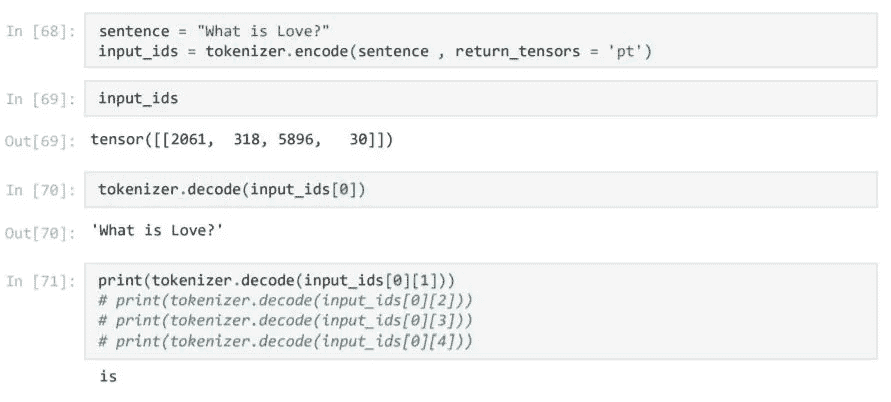 In [68]: sentence = "What is Love?"
input_ids = tokenizer.encode(sentence , return_tensors = 'pt')
In [69]: input_ids
Out[69]: tensor([[2061,  318, 5896,   30]])
In [70]: tokenizer.decode(input_ids[0])
Out[70]: 'What is Love?'
In [71]: print(tokenizer.decode(input_ids[0][1]))
# print(tokenizer.decode(input_ids[0][2]))
# print(tokenizer.decode(input_ids[0][3]))
# print(tokenizer.decode(input_ids[0][4]))
is